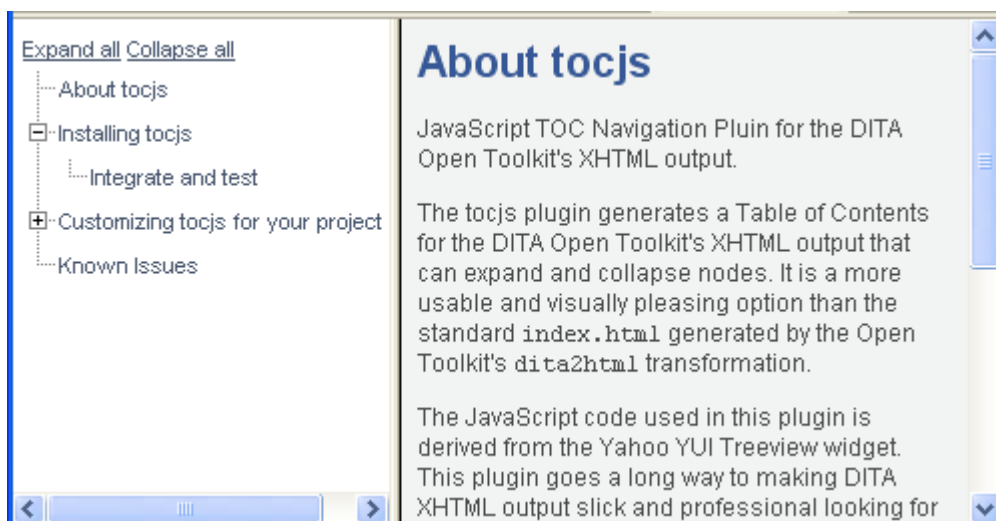 Expand all Collapse all
About tocjs
Installing tocjs
Integrate and test
Customizing tocjs for your project
Known Issues
About tocjs
JavaScript TOC Navigation Pluin for the DITA
Open Toolkit's XHTML output.
The tocjs plugin generates a Table of Contents
for the DITA Open Toolkit's XHTML output that
can expand and collapse nodes. It is a more
usable and visually pleasing option than the
standard index.html generated by the Open
Toolkit's dita2html transformation.
The JavaScript code used in this plugin is
derived from the Yahoo YUI Treeview widget.
This plugin goes a long way to making DITA
XHTML output slick and professional looking for